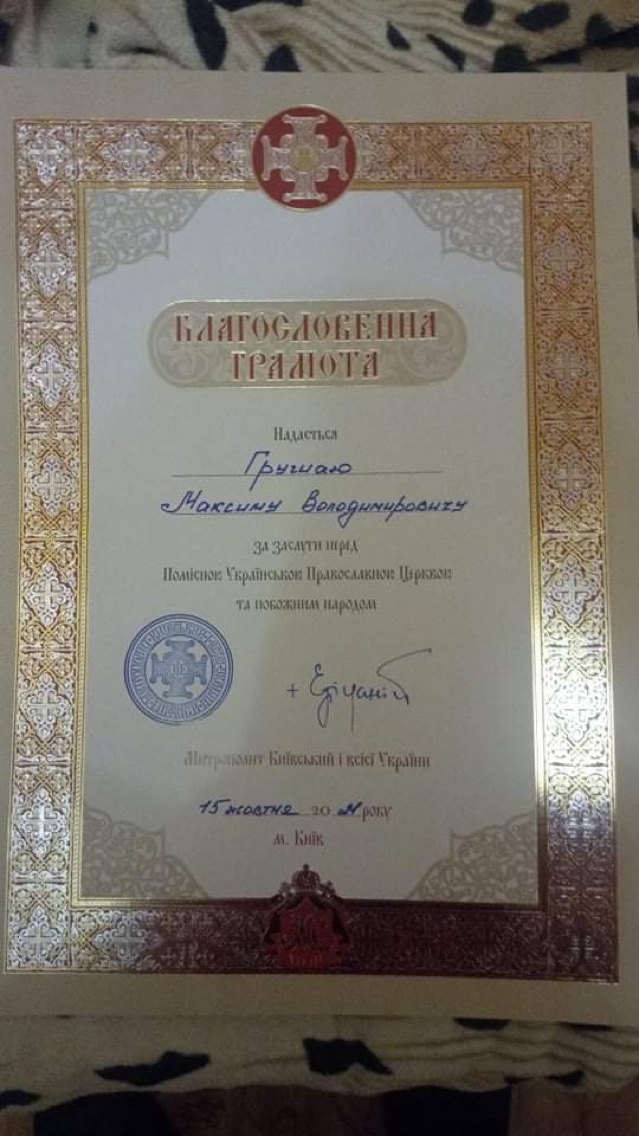 БЛАГОСЛОВЕННА
ГРАМОТА
Надається
Максиму Володимировичу
за заслуги перед
Помісною Українською Православною Церквою
та побожним народом
+ Епіфаній
Митрополит Київський і всієї України
15 жовтня 20 року
м. Київ